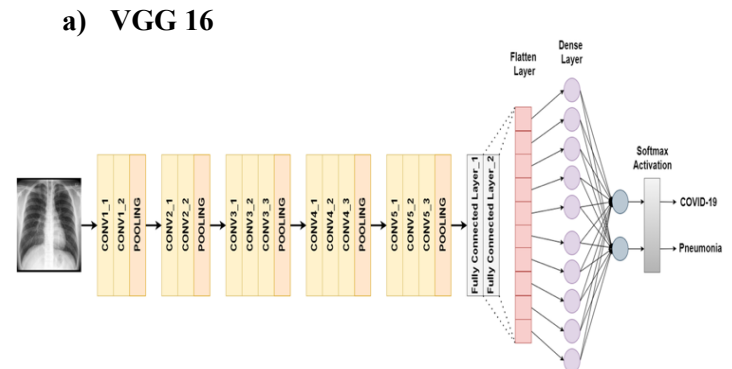 a) VGG 16
Flatten
Layer
Dense
Layer
Softmax
Activation
CONV1_1
CONV1_2
POOLING
CONV2_1
CONV2_2
POOLING
CONV3_1
CONV3_2
CONV3_3
POOLING
CONV4_1
CONV4_2
CONV4_3
POOLING
CONV5_1
CONV5_2
CONV5_3
POOLING
Fully Connected Layer_1
Fully Connected Layer_2
COVID-19
Pneumonia